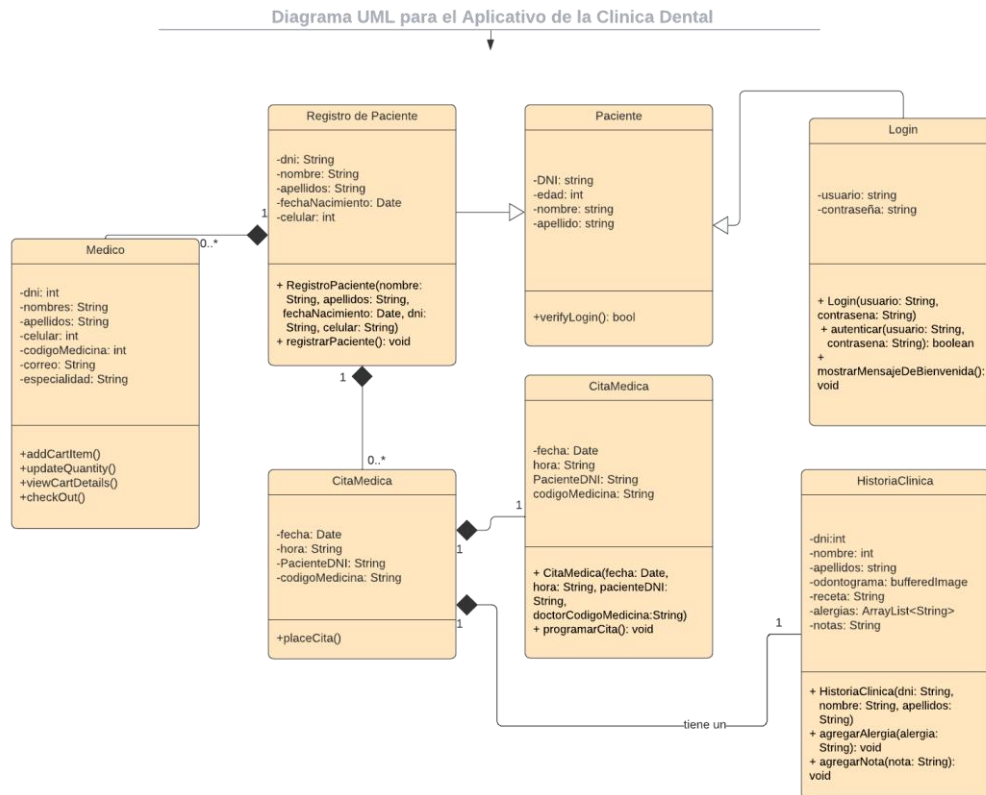 Diagrama UML para el Aplicativo de la Clinica Dental
Registro de Paciente
-dni: String
-nombre: String
-apellidos: String
-fechaNacimiento: Date
-celular: int
+ RegistroPaciente(nombre:
String, apellidos: String,
fechaNacimiento: Date, dni:
String, celular: String)
+ registrarPaciente(): void
Paciente
-DNI: string
-edad: int
-nombre: string
-apellido: string
+verifyLogin(): bool
Login
-usuario: string
-contraseña: string
+ Login(usuario: String,
contrasena: String)
+ autenticar(usuario: String,
contrasena: String): boolean
+
mostrarMensajeDeBienvenida():
void
1
0..*
Medico
-dni: int
-nombres: String
-apellidos: String
-celular: int
-codigoMedicina: int
-correo: String
-especialidad: String
+addCartItem()
+updateQuantity()
+viewCartDetails()
+checkOut()
1
0..*
CitaMedica
-fecha: Date
-hora: String
-PacienteDNI: String
-codigoMedicina: String
+placeCita()
1
1
CitaMedica
-fecha: Date
hora: String
PacienteDNI: String
codigoMedicina: String
+ CitaMedica(fecha: Date,
hora: String, pacienteDNI:
String,
doctorCodigoMedicina:String)
+ programarCita(): void
1
tiene un
1
HistoriaClinica
-dni:int
-nombre: int
-apellidos: string
-odontograma: bufferedImage
-receta: String
-alergias: ArrayList<String>
-notas: String
+ HistoriaClinica(dni: String,
nombre: String, apellidos:
String)
+ agregarAlergia(alergia:
String): void
+ agregarNota(nota: String):
void